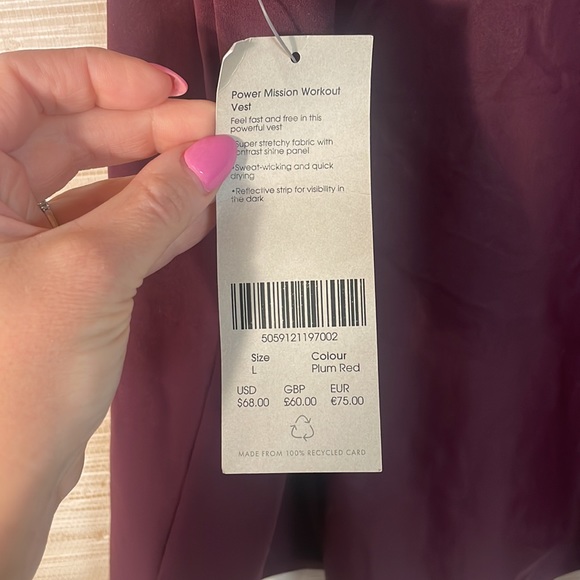 Power Mission Workout
Vest
Feel fast and free in this
powerful vest
Super stretchy fabric with
contrast shine panel
•Sweat-wicking and quick
drying
•Reflective strip for visibility in
the dark
5059121197002
Size Colour
L Plum Red
USD GBP EUR
$68.00 £60.00 €75.00
MADE FROM 100% RECYCLED CARD